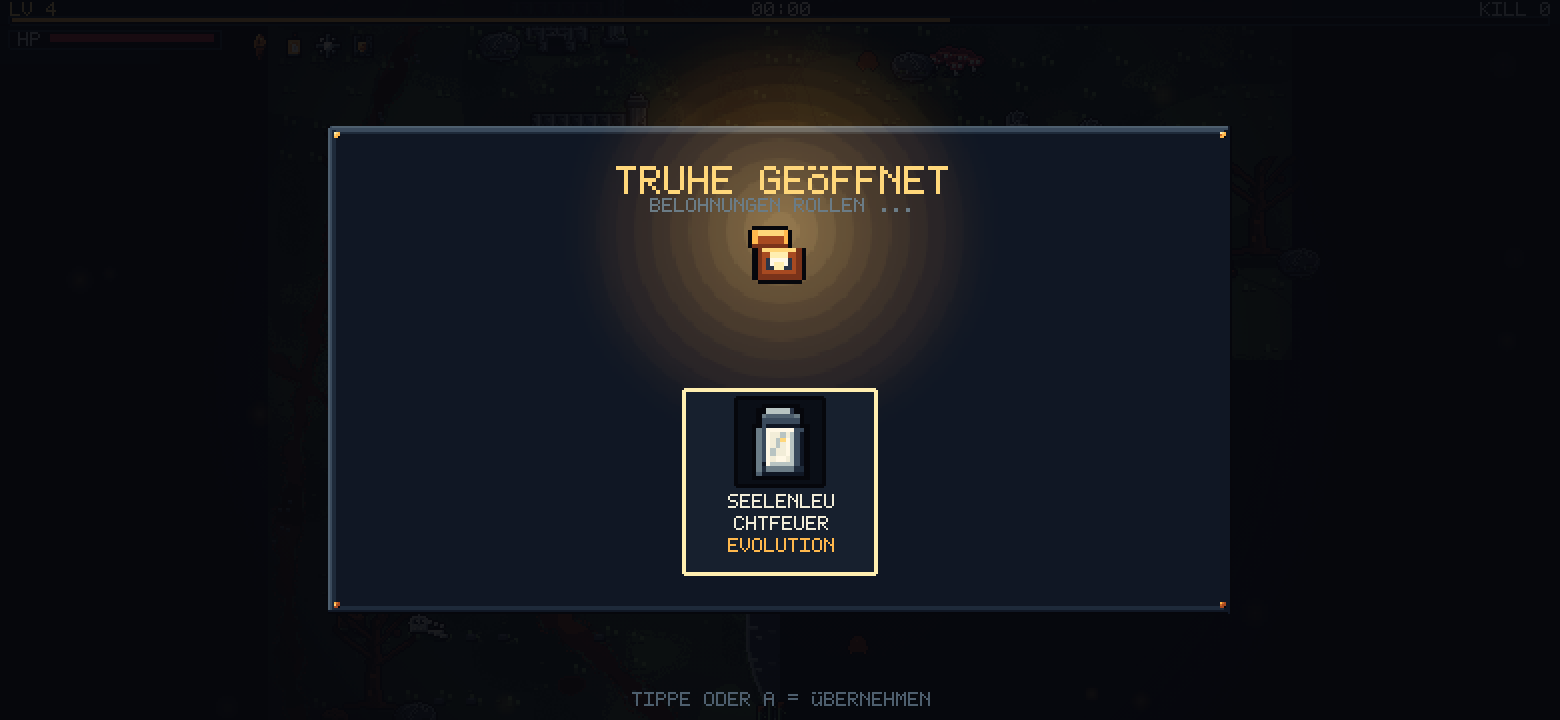 LV 4
00:00
KILL 0
HP
TRUHE GEöFFNET
BELOHNUNGEN ROLLEN ...
SEELENLEU
CHTFEUER
EVOLUTION
TIPPE ODER A = üBERNEHMEN